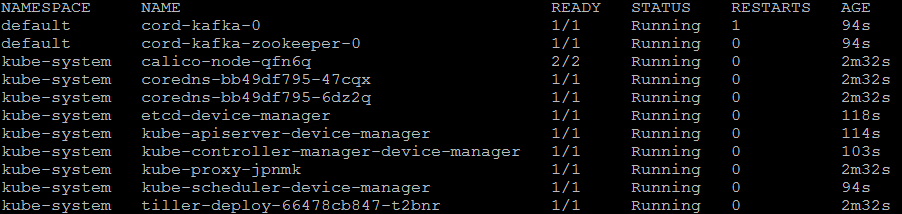 NAMESPACE NAME READY STATUS RESTARTS AGE
default cord-kafka-0 1/1 Running 1 94s
default cord-kafka-zookeeper-0 1/1 Running 0 94s
kube-system calico-node-qfn6q 2/2 Running 0 2m32s
kube-system coredns-bb49df795-47cqx 1/1 Running 0 2m32s
kube-system coredns-bb49df795-6dz2q 1/1 Running 0 2m32s
kube-system etcd-device-manager 1/1 Running 0 118s
kube-system kube-apiserver-device-manager 1/1 Running 0 114s
kube-system kube-controller-manager-device-manager 1/1 Running 0 103s
kube-system kube-proxy-jpnmk 1/1 Running 0 2m32s
kube-system kube-scheduler-device-manager 1/1 Running 0 94s
kube-system tiller-deploy-66478cb847-t2bnr 1/1 Running 0 2m32s